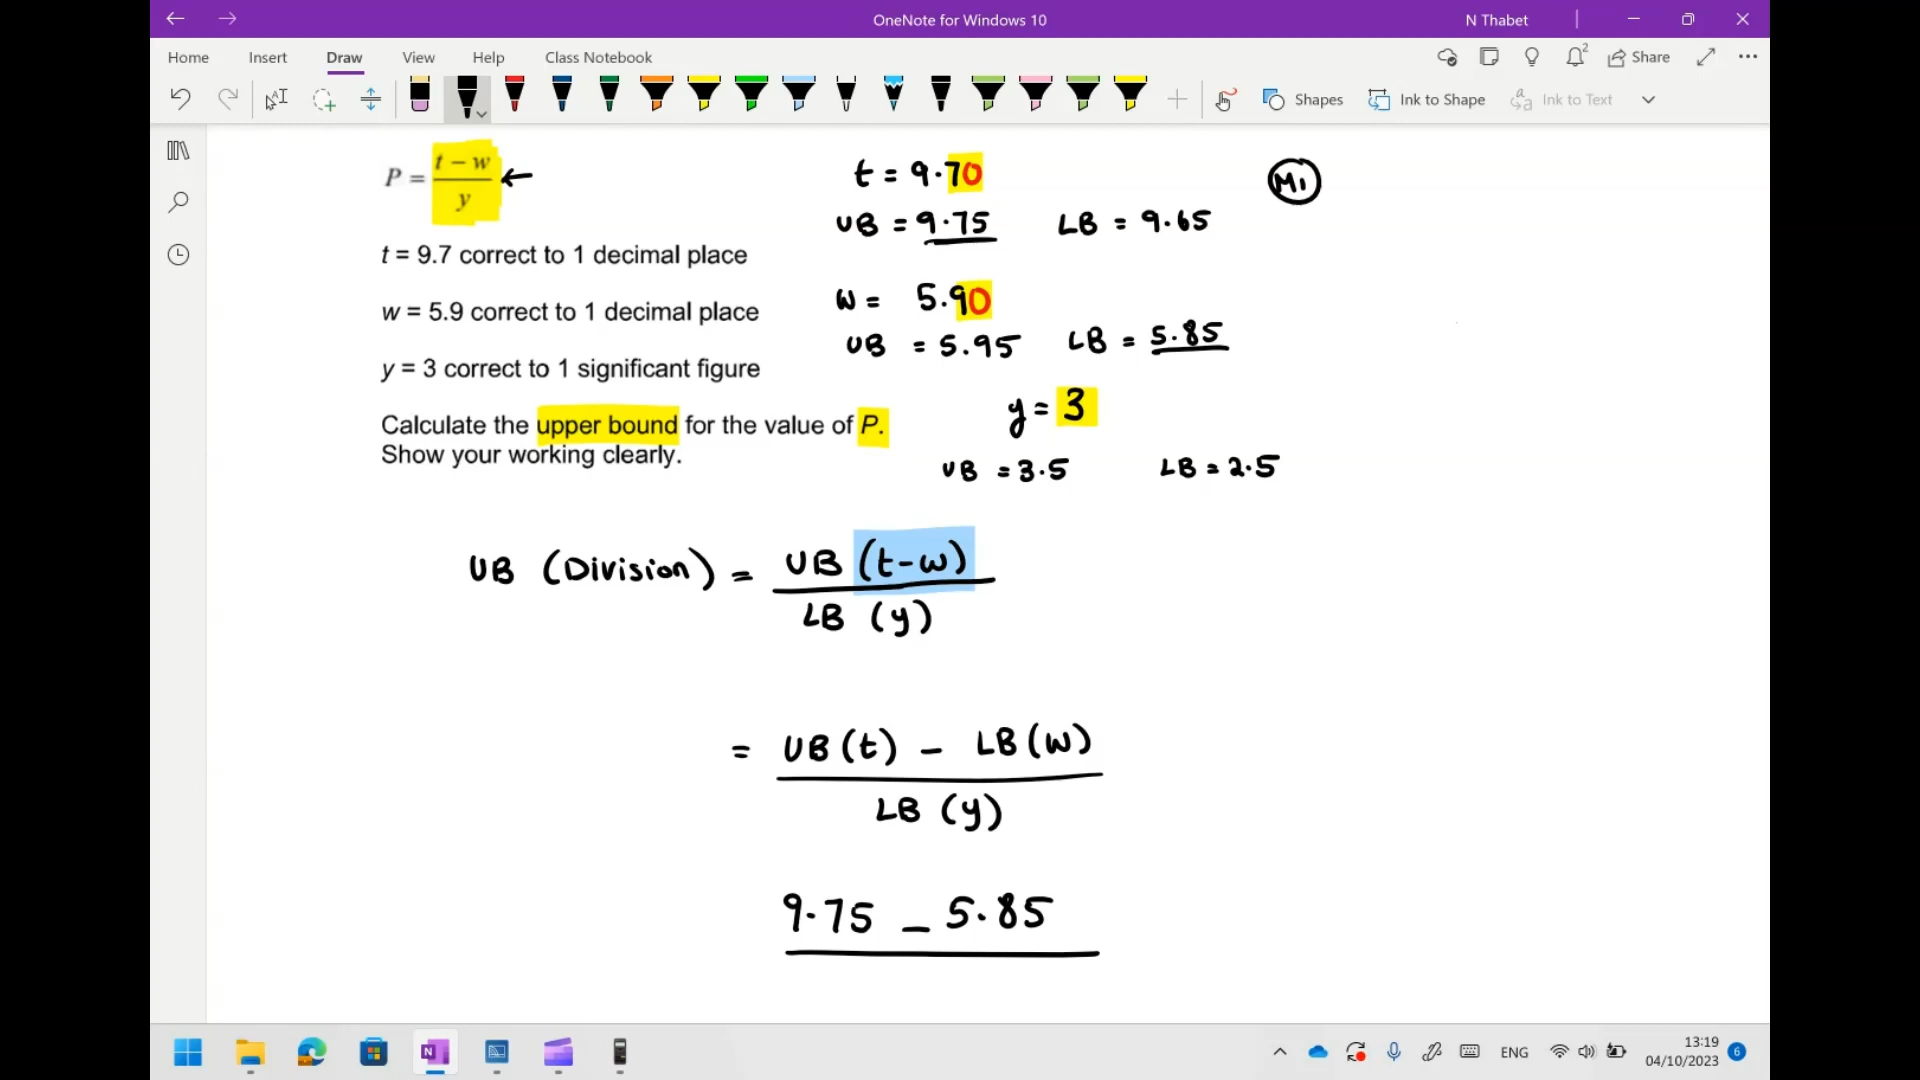 OneNote for Windows 10
N Thabet
Home Insert Draw View Help Class Notebook
2 Share
Shapes Ink to Shape Ink to Text
P = t – w / y ←
t = 9.70
M1
UB = 9.75 LB = 9.65
t = 9.7 correct to 1 decimal place
w = 5.90
w = 5.9 correct to 1 decimal place
UB = 5.95 LB = 5.85
y = 3 correct to 1 significant figure
y = 3
Calculate the upper bound for the value of P.
Show your working clearly.
UB = 3.5 LB = 2.5
UB (Division) = UB (t-w)
LB (y)
= UB (t) - LB (w)
LB (y)
9.75 - 5.85
ENG
13:19
04/10/2023
6